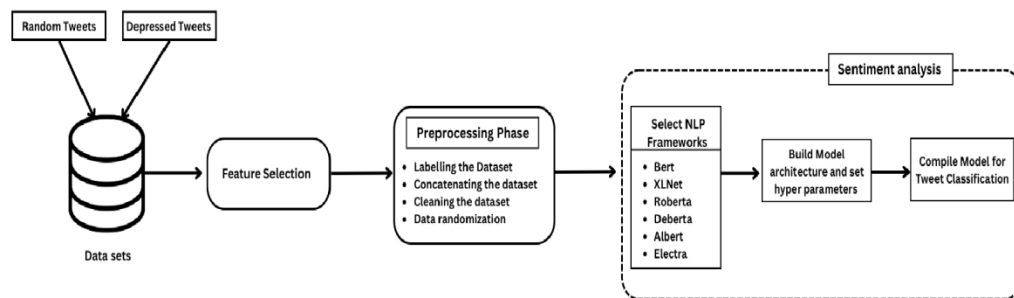 Random Tweets
Depressed Tweets
Data sets
Feature Selection
Preprocessing Phase
• Labelling the Dataset
• Concatenating the dataset
• Cleaning the dataset
• Data randomization
Sentiment analysis
Select NLP
Frameworks
• Bert
• XLNet
• Roberta
• Deberta
• Albert
• Electra
Build Model
architecture and set
hyper parameters
Compile Model for
Tweet Classification